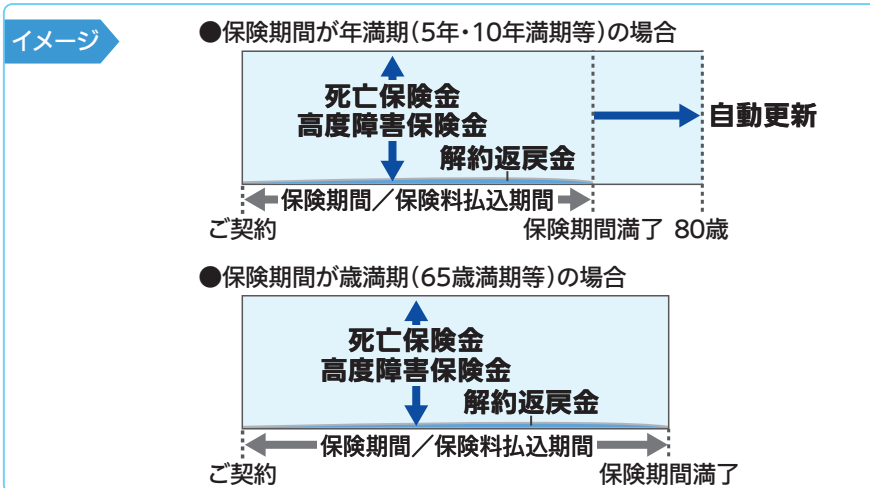 イメージ
●保険期間が年満期(5年・10年満期等)の場合
死亡保険金
高度障害保険金
解約返戻金
自動更新
保険期間／保険料払込期間
ご契約
保険期間満了
80歳
●保険期間が歳満期(65歳満期等)の場合
死亡保険金
高度障害保険金
解約返戻金
保険期間／保険料払込期間
ご契約
保険期間満了